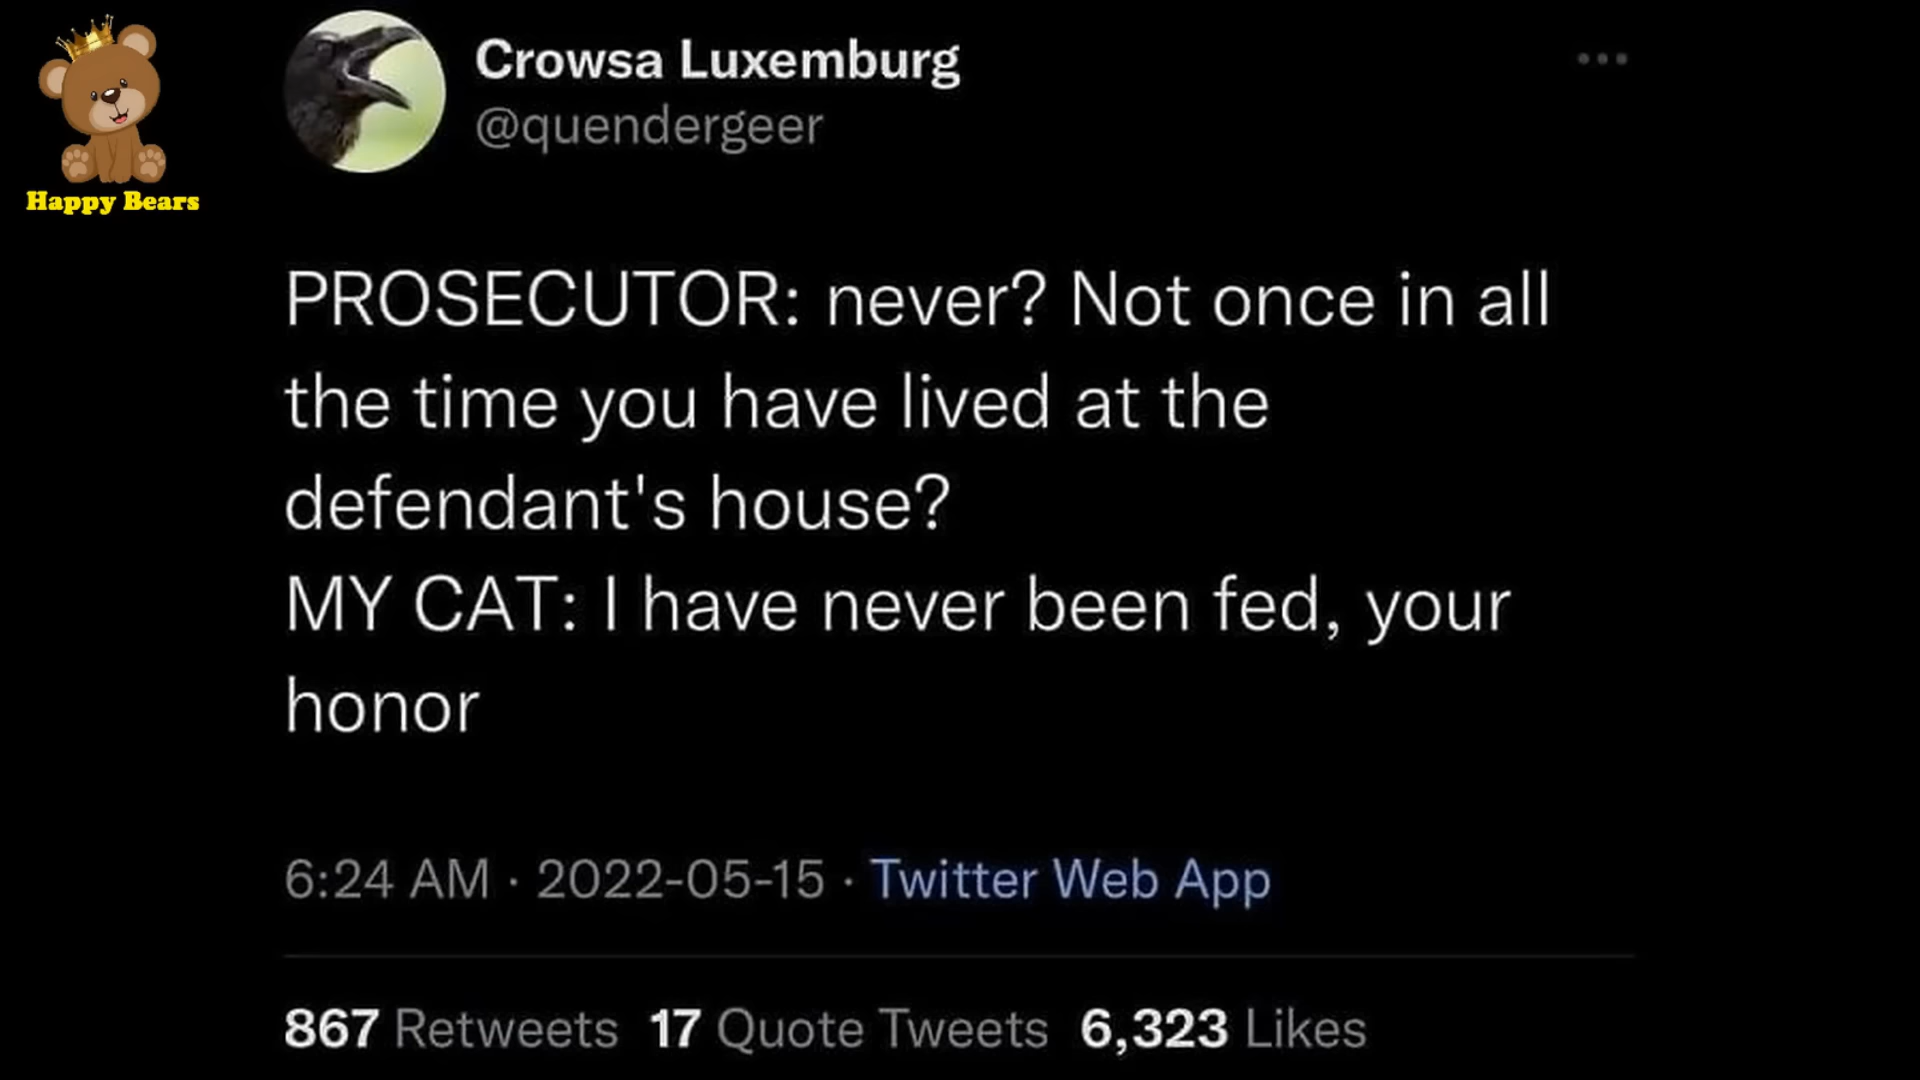 Happy Bears
Crowsa Luxemburg
@quendergeer
PROSECUTOR: never? Not once in all
the time you have lived at the
defendant's house?
MY CAT: I have never been fed, your
honor
6:24 AM · 2022-05-15 · Twitter Web App
867 Retweets 17 Quote Tweets 6,323 Likes